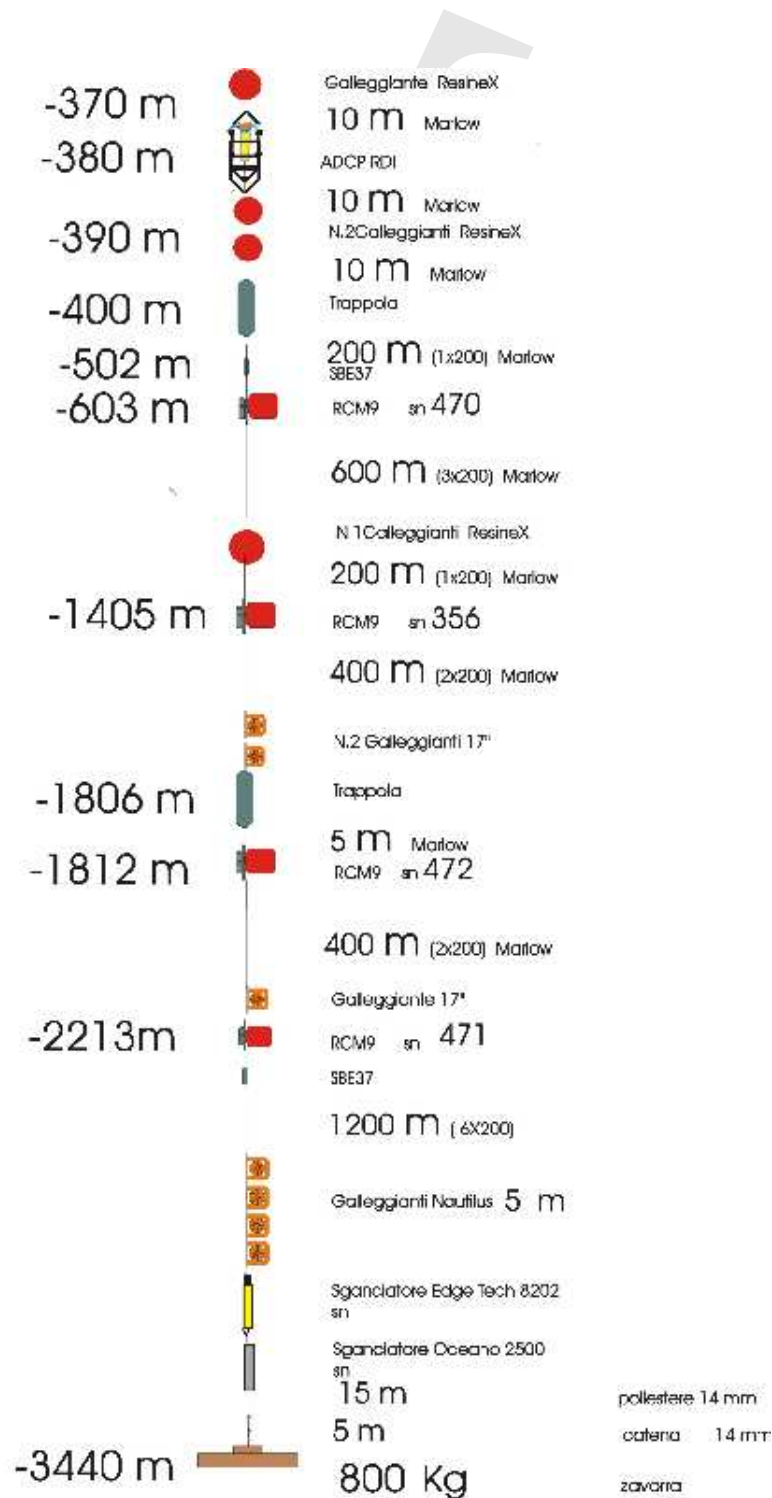 Galleggiante ResineX
-370 m
10 m Marlow
-380 m
ADCP RDI
10 m Marlow
-390 m
N.2Galleggianti ResineX
10 m Marlow
-400 m
Trappola
200 m (1x200) Marlow
-502 m
SBE37
-603 m
RCM9 sn 470
600 m (3x200) Marlow
N 1Galleggianti ResineX
200 m (1x200) Marlow
-1405 m
RCM9 sn 356
400 m (2x200) Marlow
N.2 Galleggianti 17"
-1806 m
Trappola
5 m Marlow
-1812 m
RCM9 sn 472
400 m (2x200) Marlow
Galleggiante 17"
-2213m
RCM9 sn 471
SBE37
1200 m ( 6X200)
Galleggianti Nautilus 5 m
Sganciatore Edge Tech 8202
sn
Sganciatore Oceano 2500
sn
15 m poliestere 14 mm
5 m catena 14 mm
-3440 m
800 Kg zavorra